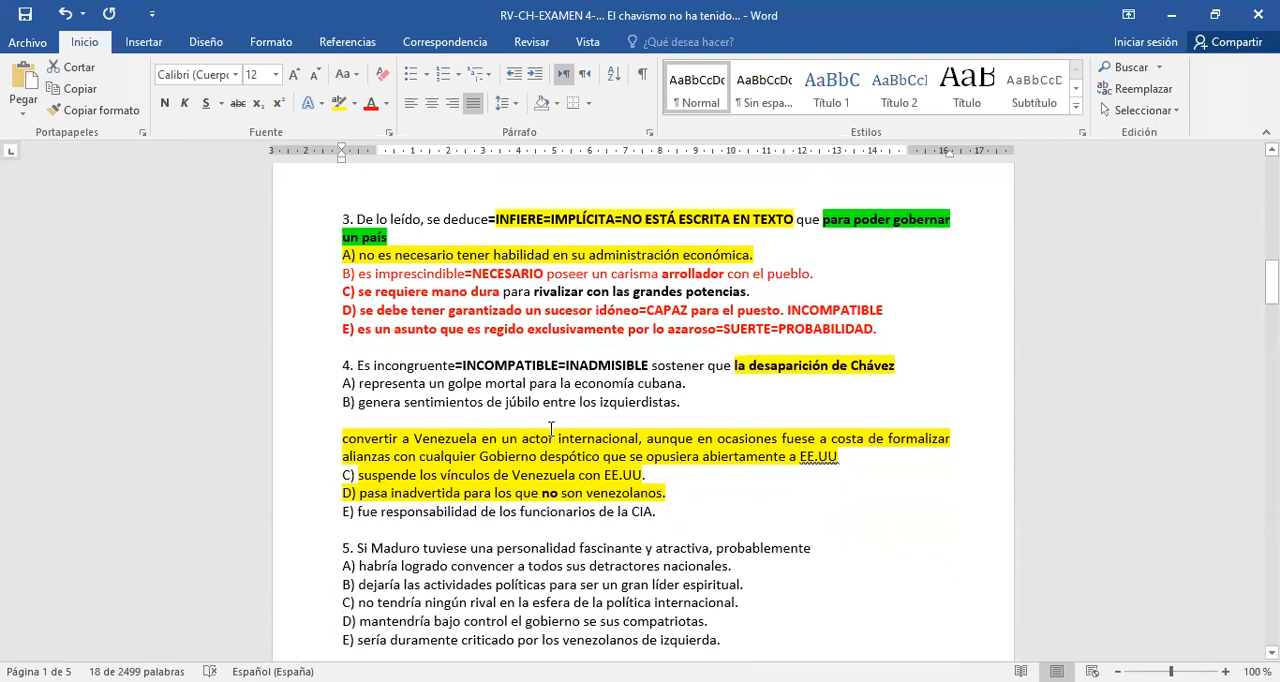 RV-CH-EXAMEN 4-... El chavismo no ha tenido... - Word
Archivo Inicio Insertar Diseño Formato Referencias Correspondencia Revisar Vista ¿Qué desea hacer? Iniciar sesión Compartir
Pegar
Cortar
Copiar
Copiar formato
Calibri (Cuerpo 12
AaBbCcDc
¶ Normal
AaBbCcDc
¶ Sin espa...
AaBbC
Título 1
AaBbCcD
Título 2
AaB
Título
AaBbCcD
Subtítulo
Buscar
Reemplazar
Seleccionar
Portapapeles Fuente Párrafo Estilos Edición
3. De lo leído, se deduce=INFIERE=IMPLÍCITA=NO ESTÁ ESCRITA EN TEXTO que para poder gobernar
un país
A) no es necesario tener habilidad en su administración económica.
B) es imprescindible=NECESARIO poseer un carisma arrollador con el pueblo.
C) se requiere mano dura para rivalizar con las grandes potencias.
D) se debe tener garantizado un sucesor idóneo=CAPAZ para el puesto. INCOMPATIBLE
E) es un asunto que es regido exclusivamente por lo azaroso=SUERTE=PROBABILIDAD.
4. Es incongruente=INCOMPATIBLE=INADMISIBLE sostener que la desaparición de Chávez
A) representa un golpe mortal para la economía cubana.
B) genera sentimientos de júbilo entre los izquierdistas.
convertir a Venezuela en un actor internacional, aunque en ocasiones fuese a costa de formalizar
alianzas con cualquier Gobierno despótico que se opusiera abiertamente a EE.UU
C) suspende los vínculos de Venezuela con EE.UU.
D) pasa inadvertida para los que no son venezolanos.
E) fue responsabilidad de los funcionarios de la CIA.
5. Si Maduro tuviese una personalidad fascinante y atractiva, probablemente
A) habría logrado convencer a todos sus detractores nacionales.
B) dejaría las actividades políticas para ser un gran líder espiritual.
C) no tendría ningún rival en la esfera de la política internacional.
D) mantendría bajo control el gobierno se sus compatriotas.
E) sería duramente criticado por los venezolanos de izquierda.
Página 1 de 5 18 de 2499 palabras Español (España) 100 %